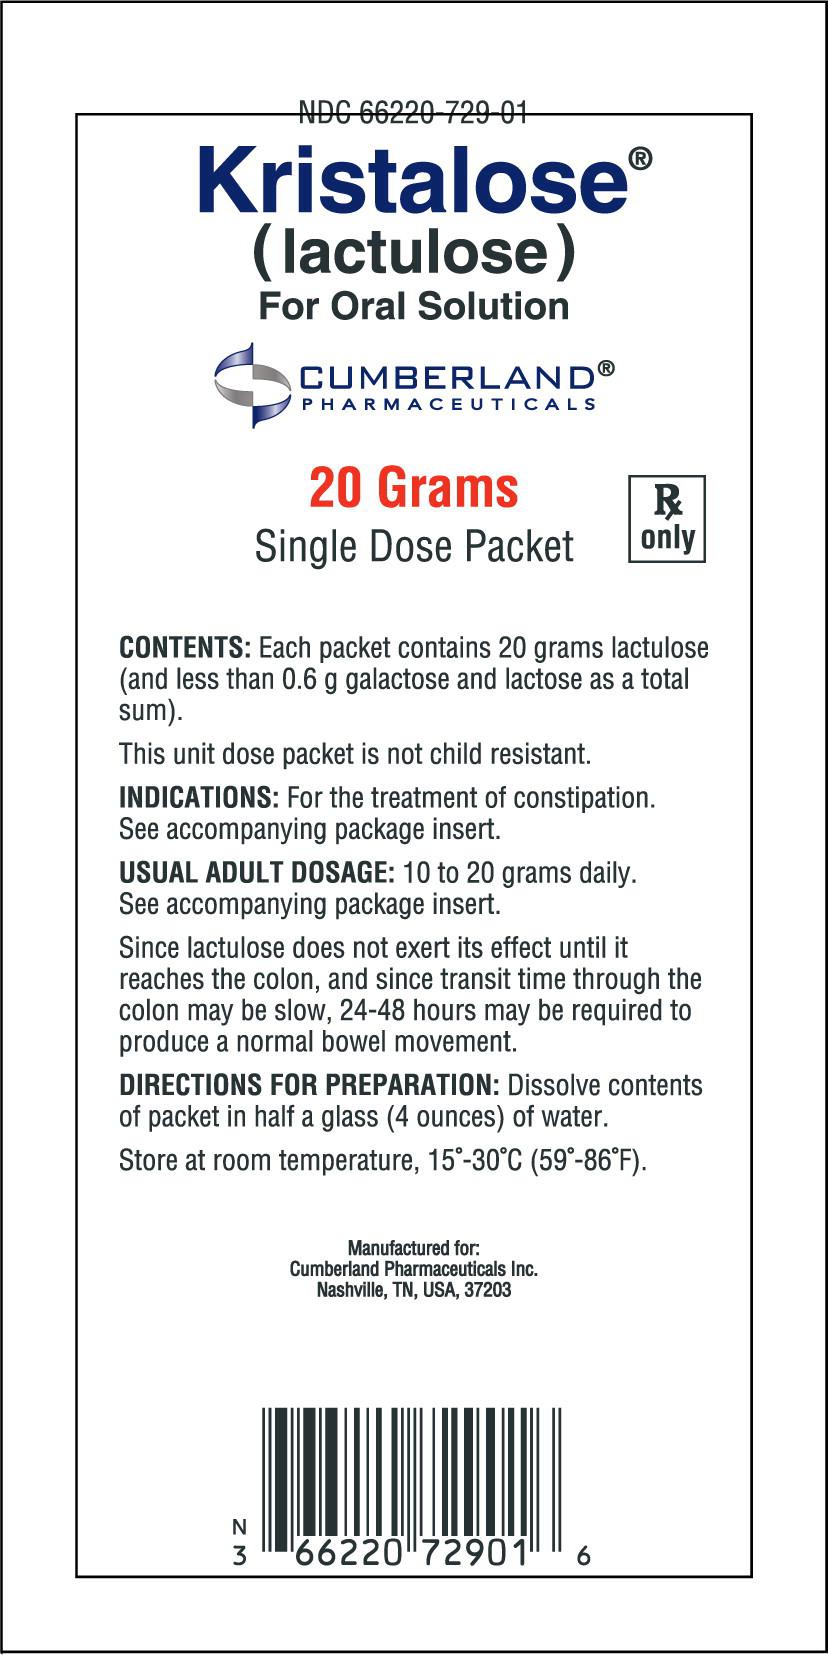 NDC 66220-729-01
Kristalose®
(lactulose)
For Oral Solution
CUMBERLAND®
PHARMACEUTICALS
20 Grams
Single Dose Packet
Rx
only
CONTENTS: Each packet contains 20 grams lactulose
(and less than 0.6 g galactose and lactose as a total
sum).
This unit dose packet is not child resistant.
INDICATIONS: For the treatment of constipation.
See accompanying package insert.
USUAL ADULT DOSAGE: 10 to 20 grams daily.
See accompanying package insert.
Since lactulose does not exert its effect until it
reaches the colon, and since transit time through the
colon may be slow, 24-48 hours may be required to
produce a normal bowel movement.
DIRECTIONS FOR PREPARATION: Dissolve contents
of packet in half a glass (4 ounces) of water.
Store at room temperature, 15˚-30˚C (59˚-86˚F).
Manufactured for:
Cumberland Pharmaceuticals Inc.
Nashville, TN, USA, 37203
N
3 66220 72901 6